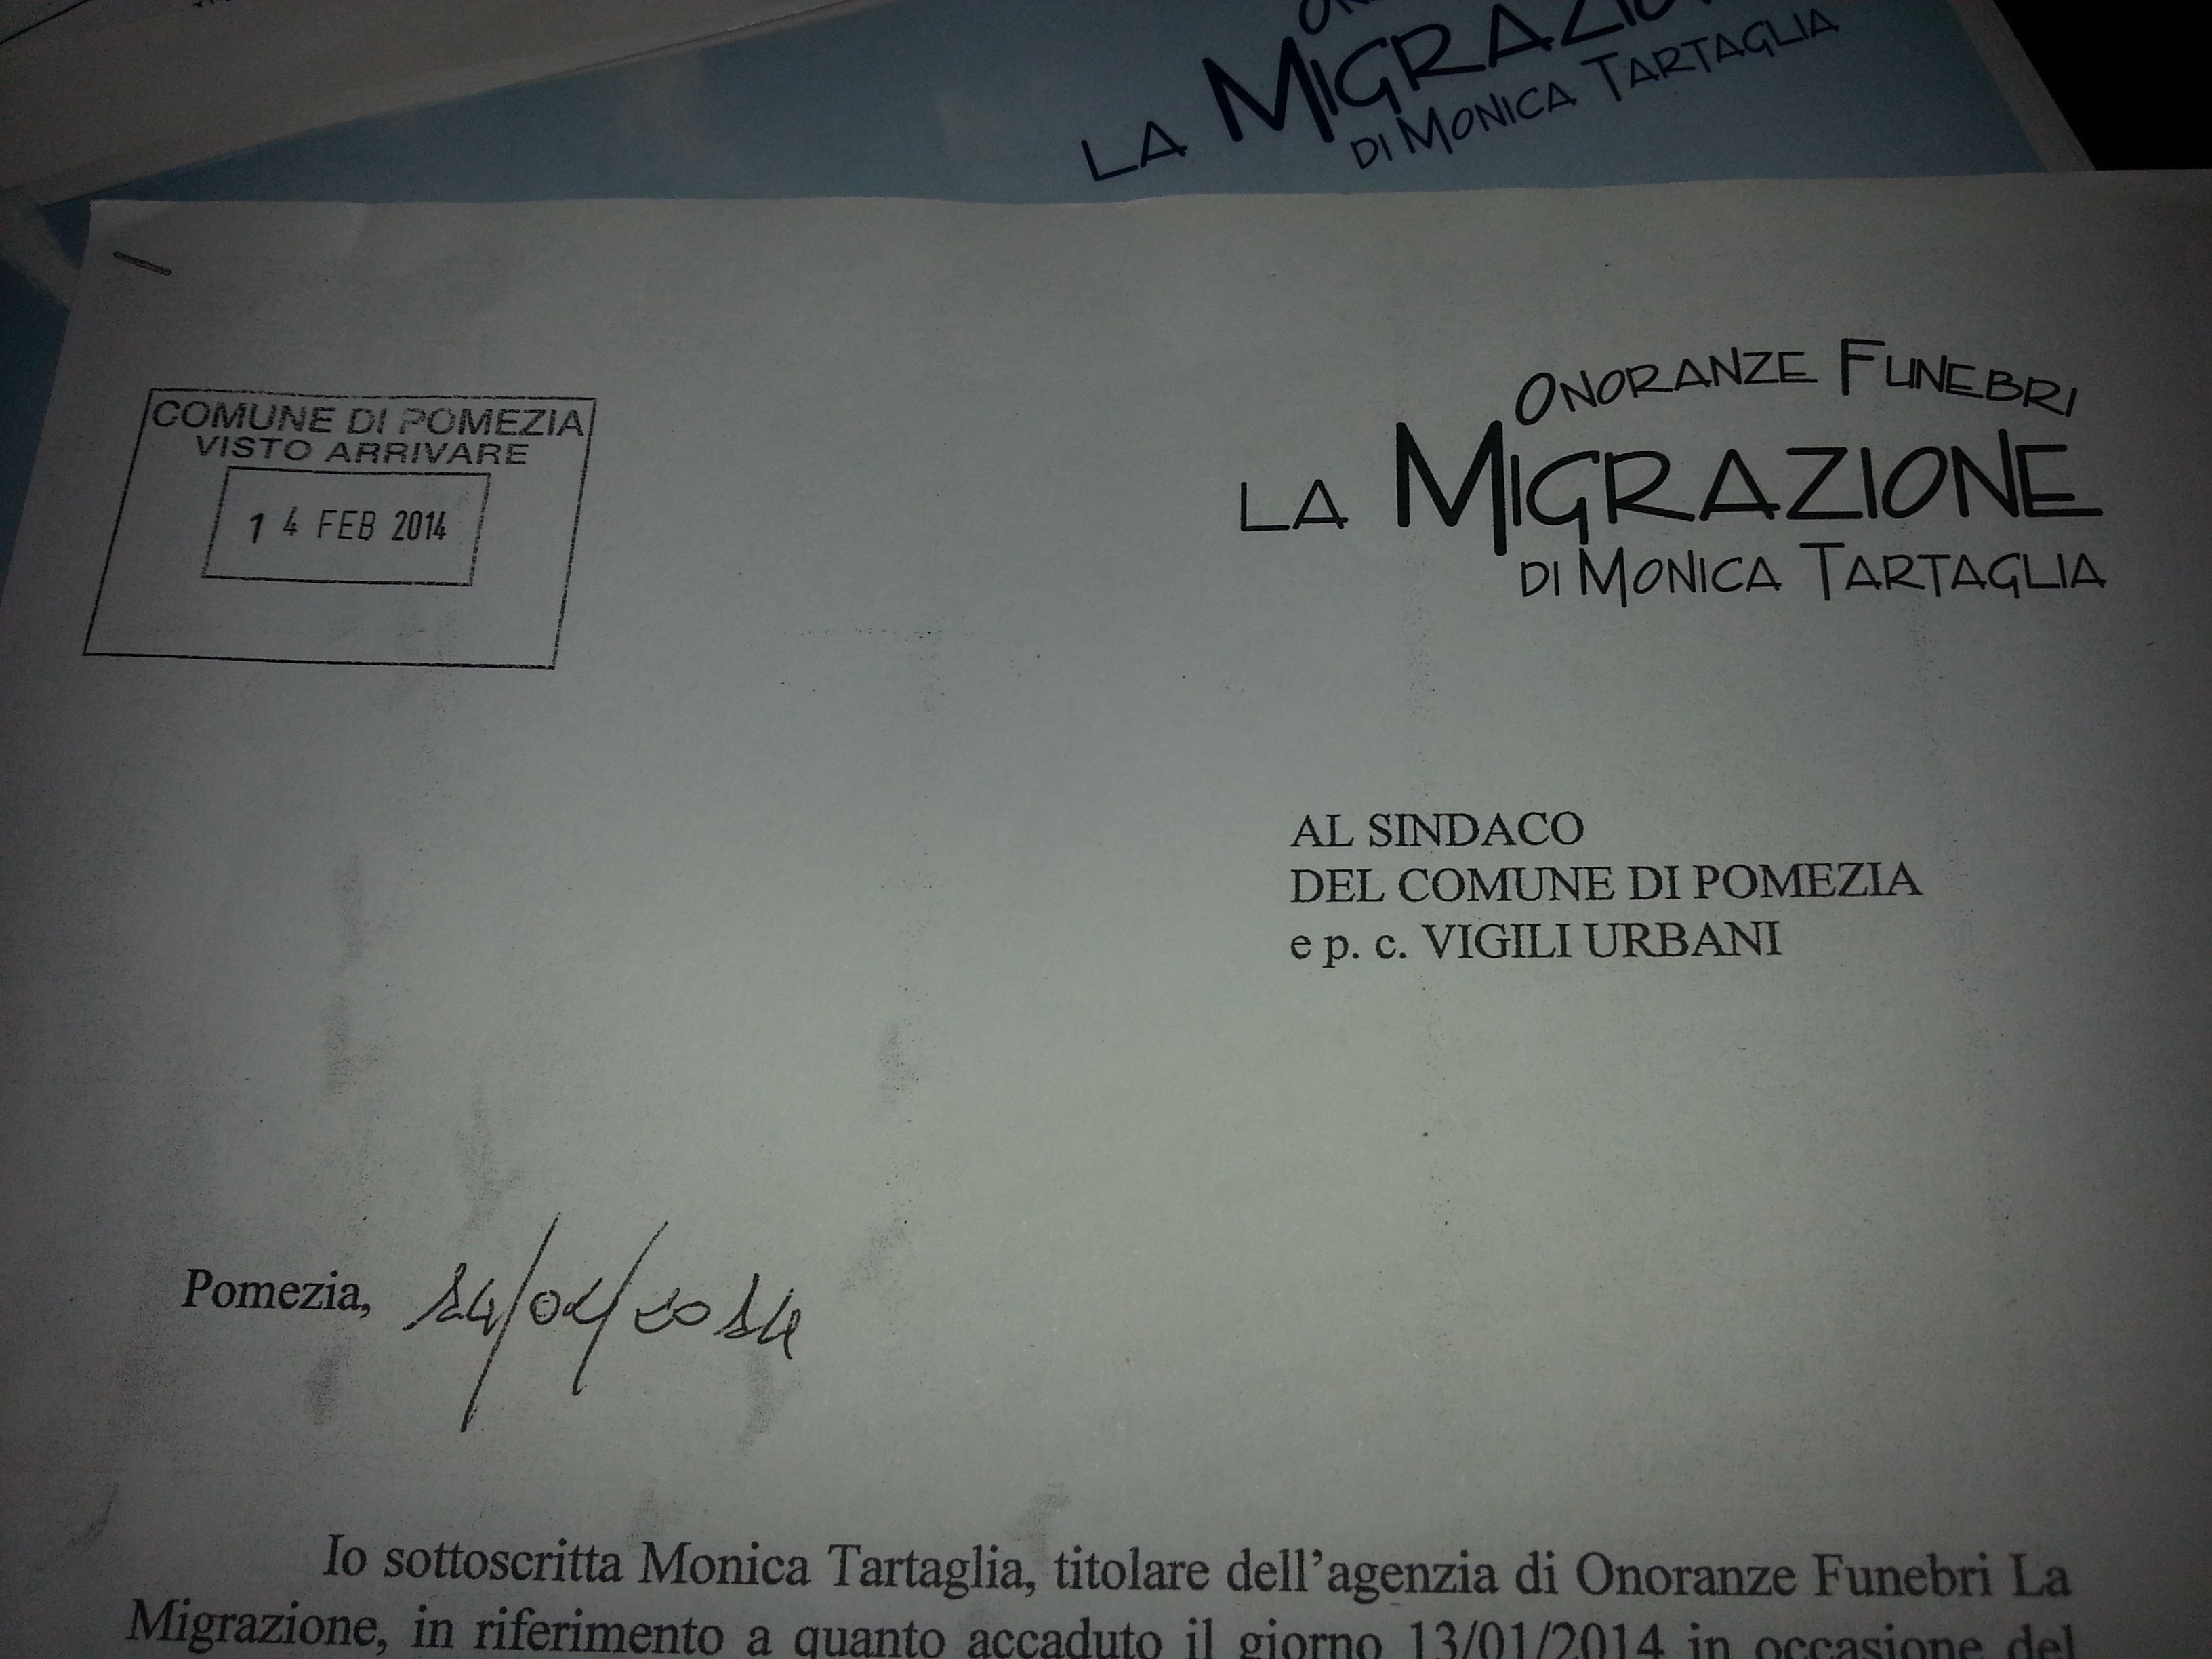 LA MIGRAZIO
DI MONICA TARTAGLIA
COMUNE DI POMEZIA
VISTO ARRIVARE
14 FEB 2014
ONORANZE FUNEBRI
LA MIGRAZIONE
DI MONICA TARTAGLIA
AL SINDACO
DEL COMUNE DI POMEZIA
e p. c. VIGILI URBANI
Pomezia, 14/02/2014
Io sottoscritta Monica Tartaglia, titolare dell'agenzia di Onoranze Funebri La
Migrazione, in riferimento a quanto accaduto il giorno 13/01/2014 in occasione del